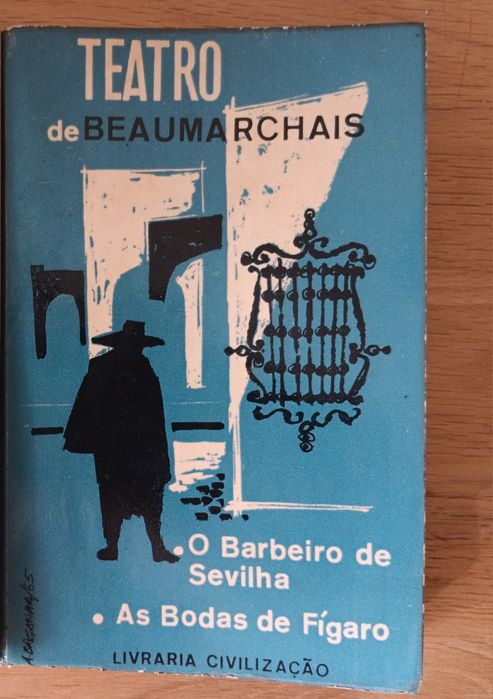 TEATRO
de BEAUMARCHAIS
• O Barbeiro de
Sevilha
• As Bodas de Fígaro
LIVRARIA CIVILIZAÇÃO